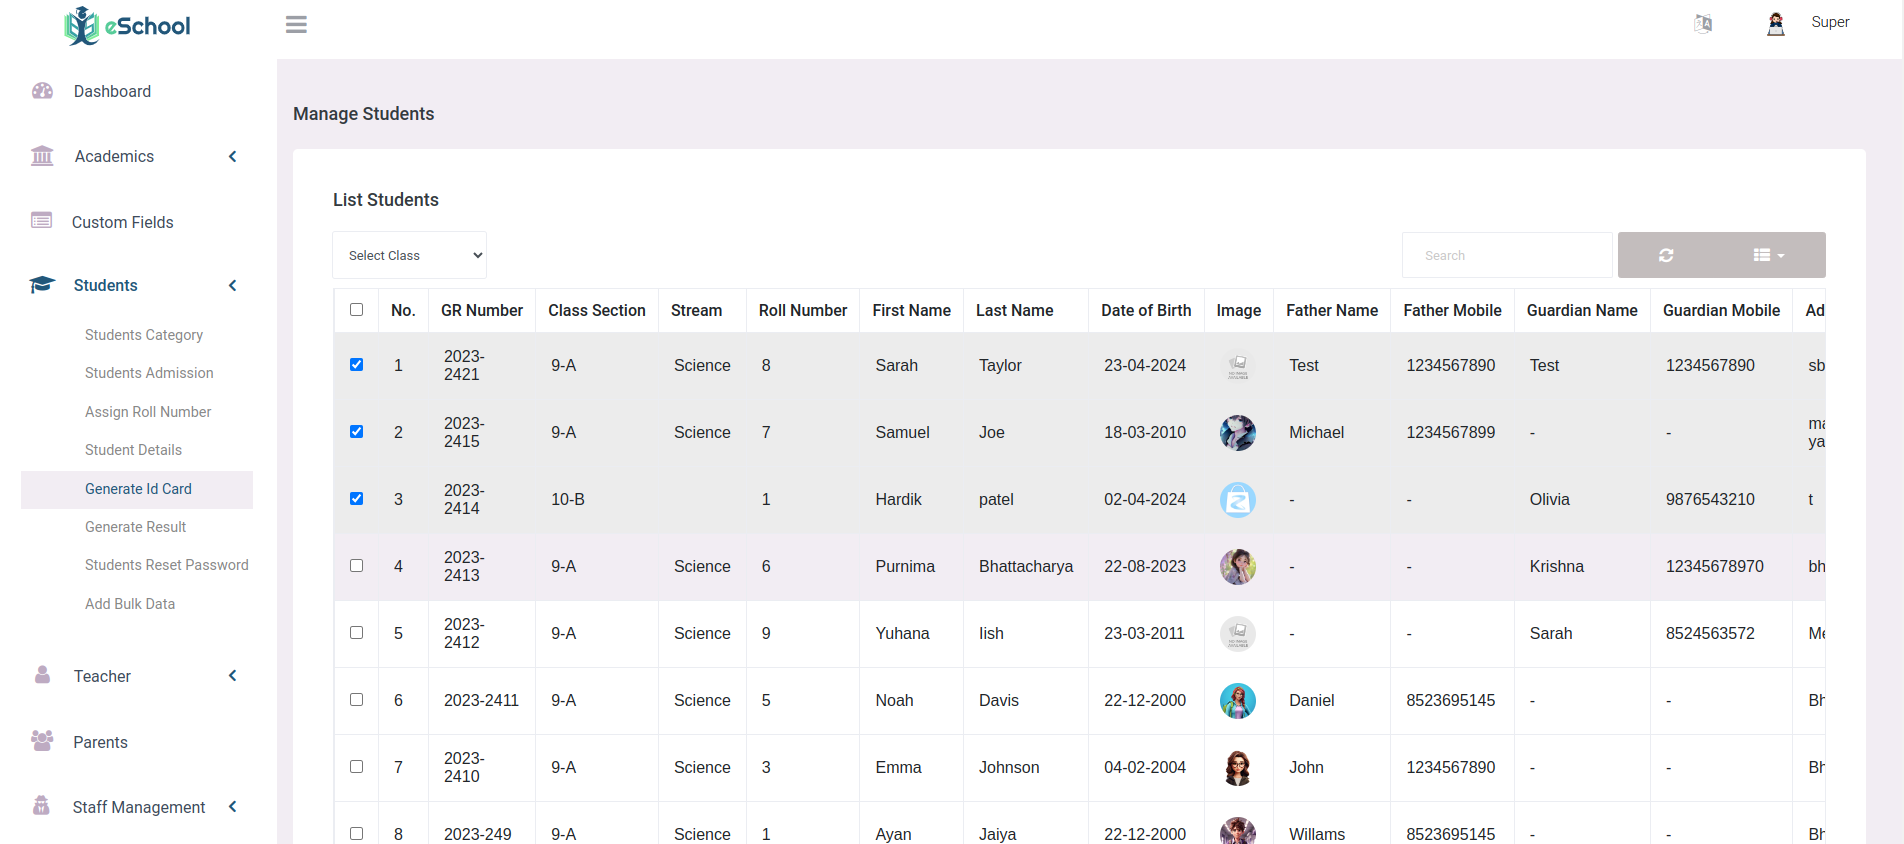 eSchool
Super
Dashboard
Academics
Custom Fields
Students
Students Category
Students Admission
Assign Roll Number
Student Details
Generate Id Card
Generate Result
Students Reset Password
Add Bulk Data
Teacher
Parents
Staff Management
Manage Students
List Students
Select Class
Search
No. GR Number Class Section Stream Roll Number First Name Last Name Date of Birth Image Father Name Father Mobile Guardian Name Guardian Mobile Ad
1 2023-2421 9-A Science 8 Sarah Taylor 23-04-2024 NO IMAGE AVAILABLE Test 1234567890 Test 1234567890 sb
2 2023-2415 9-A Science 7 Samuel Joe 18-03-2010 Michael 1234567899 - - ma ya
3 2023-2414 10-B 1 Hardik patel 02-04-2024 - - Olivia 9876543210 t
4 2023-2413 9-A Science 6 Purnima Bhattacharya 22-08-2023 - - Krishna 12345678970 bh
5 2023-2412 9-A Science 9 Yuhana Iish 23-03-2011 NO IMAGE AVAILABLE - - Sarah 8524563572 Me
6 2023-2411 9-A Science 5 Noah Davis 22-12-2000 Daniel 8523695145 - - Bh
7 2023-2410 9-A Science 3 Emma Johnson 04-02-2004 John 1234567890 - - Bh
8 2023-249 9-A Science 1 Ayan Jaiya 22-12-2000 Willams 8523695145 - - Bh